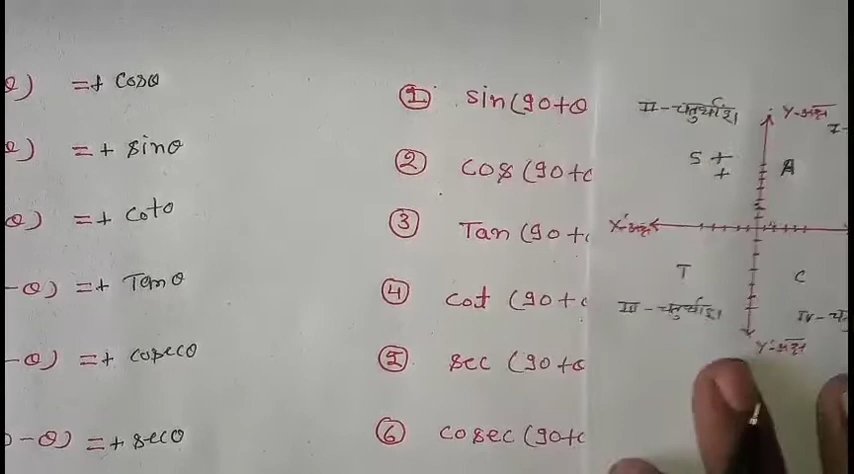 θ) =+ cosθ
θ) =+ sinθ
θ) =+ cotθ
-θ) =+ Tanθ
-θ) =+ cosecθ
-θ) =+ secθ
① sin(90+θ
② cos(90+
③ Tan(90+
④ cot(90+
⑤ sec(90+
⑥ cosec(90+
II-चतुर्थांश
Y-अक्ष
S +
+
A
X'-अक्ष
T
C
III-चतुर्थांश
IV-च
Y'-अक्ष